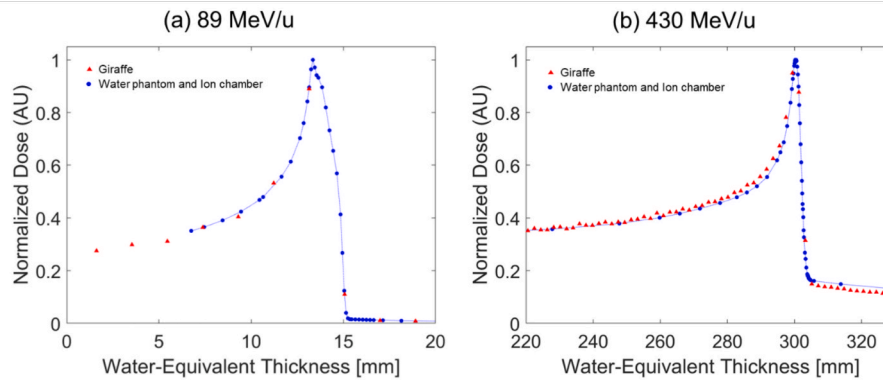 (a) 89 MeV/u
(b) 430 MeV/u
Normalized Dose (AU)
1
0.8
0.6
0.4
0.2
0
Giraffe
Water phantom and Ion chamber
0 5 10 15 20
Water-Equivalent Thickness [mm]
Normalized Dose (AU)
1
0.8
0.6
0.4
0.2
0
Giraffe
Water phantom and Ion chamber
220 240 260 280 300 320
Water-Equivalent Thickness [mm]